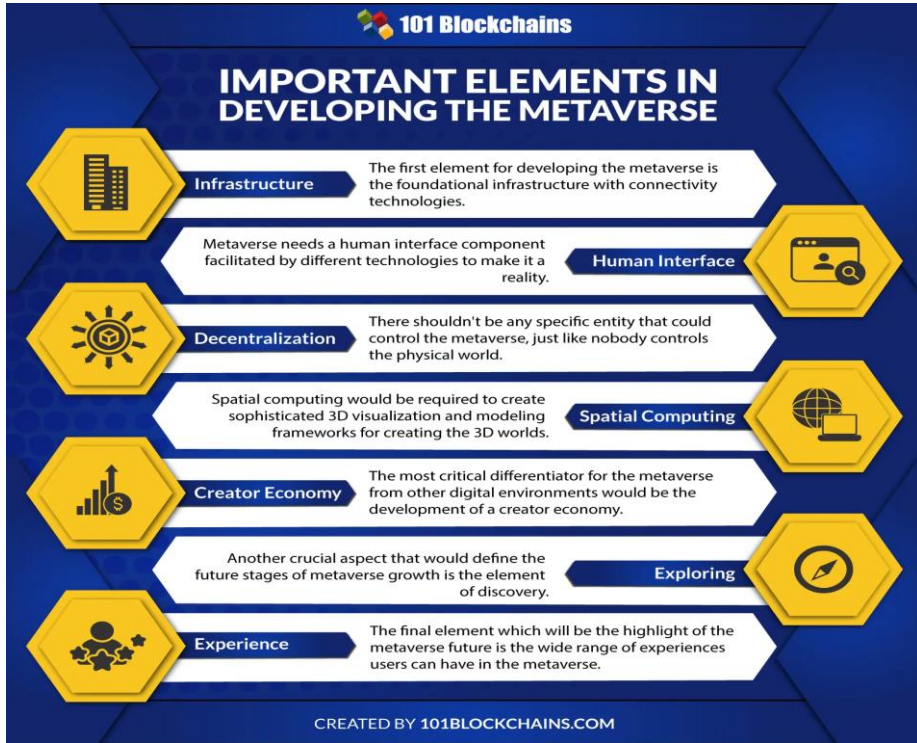 101 Blockchains
IMPORTANT ELEMENTS IN
DEVELOPING THE METAVERSE
Infrastructure
The first element for developing the metaverse is
the foundational infrastructure with connectivity
technologies.
Metaverse needs a human interface component
facilitated by different technologies to make it a
reality.
Human Interface
Decentralization
There shouldn't be any specific entity that could
control the metaverse, just like nobody controls
the physical world.
Spatial computing would be required to create
sophisticated 3D visualization and modeling
frameworks for creating the 3D worlds.
Spatial Computing
Creator Economy
The most critical differentiator for the metaverse
from other digital environments would be the
development of a creator economy.
Another crucial aspect that would define the
future stages of metaverse growth is the element
of discovery.
Exploring
Experience
The final element which will be the highlight of the
metaverse future is the wide range of experiences
users can have in the metaverse.
CREATED BY 101BLOCKCHAINS.COM